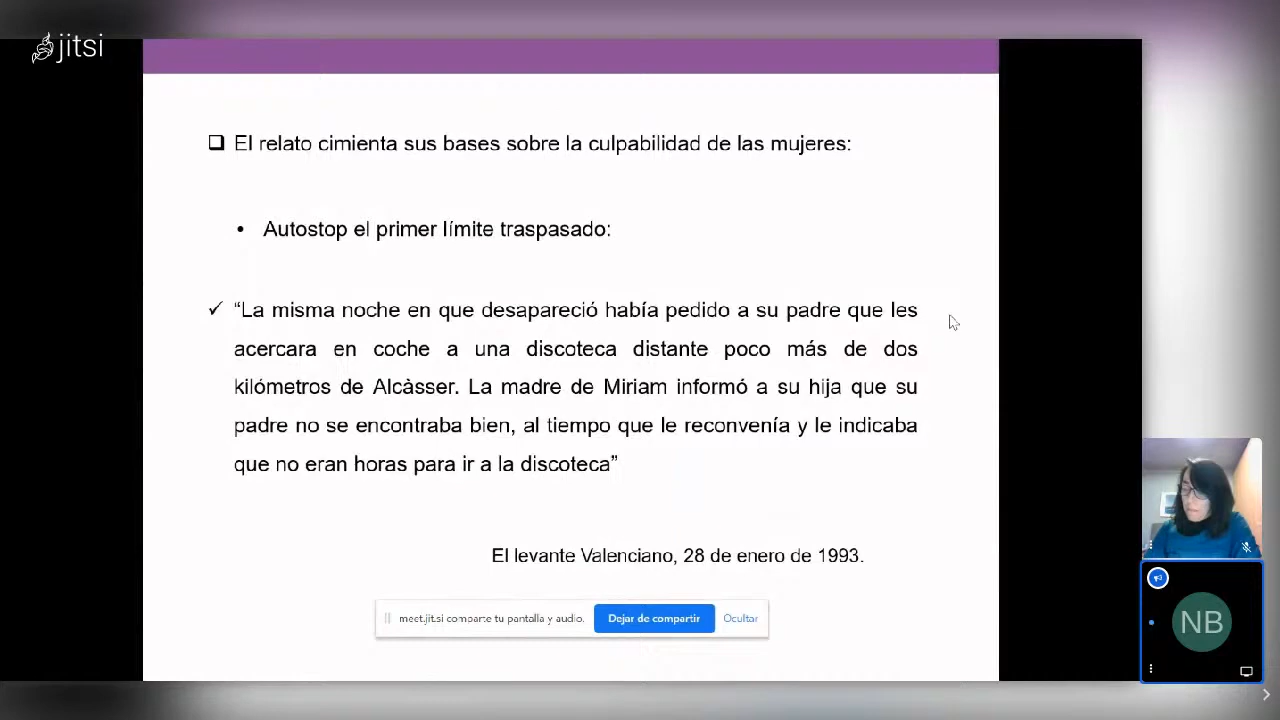 jitsi
El relato cimienta sus bases sobre la culpabilidad de las mujeres:
Autostop el primer límite traspasado:
“La misma noche en que desapareció había pedido a su padre que les
acercara en coche a una discoteca distante poco más de dos
kilómetros de Alcàsser. La madre de Miriam informó a su hija que su
padre no se encontraba bien, al tiempo que le reconvenía y le indicaba
que no eran horas para ir a la discoteca”
El levante Valenciano, 28 de enero de 1993.
meet.jit.si comparte tu pantalla y audio. Dejar de compartir Ocultar
NB